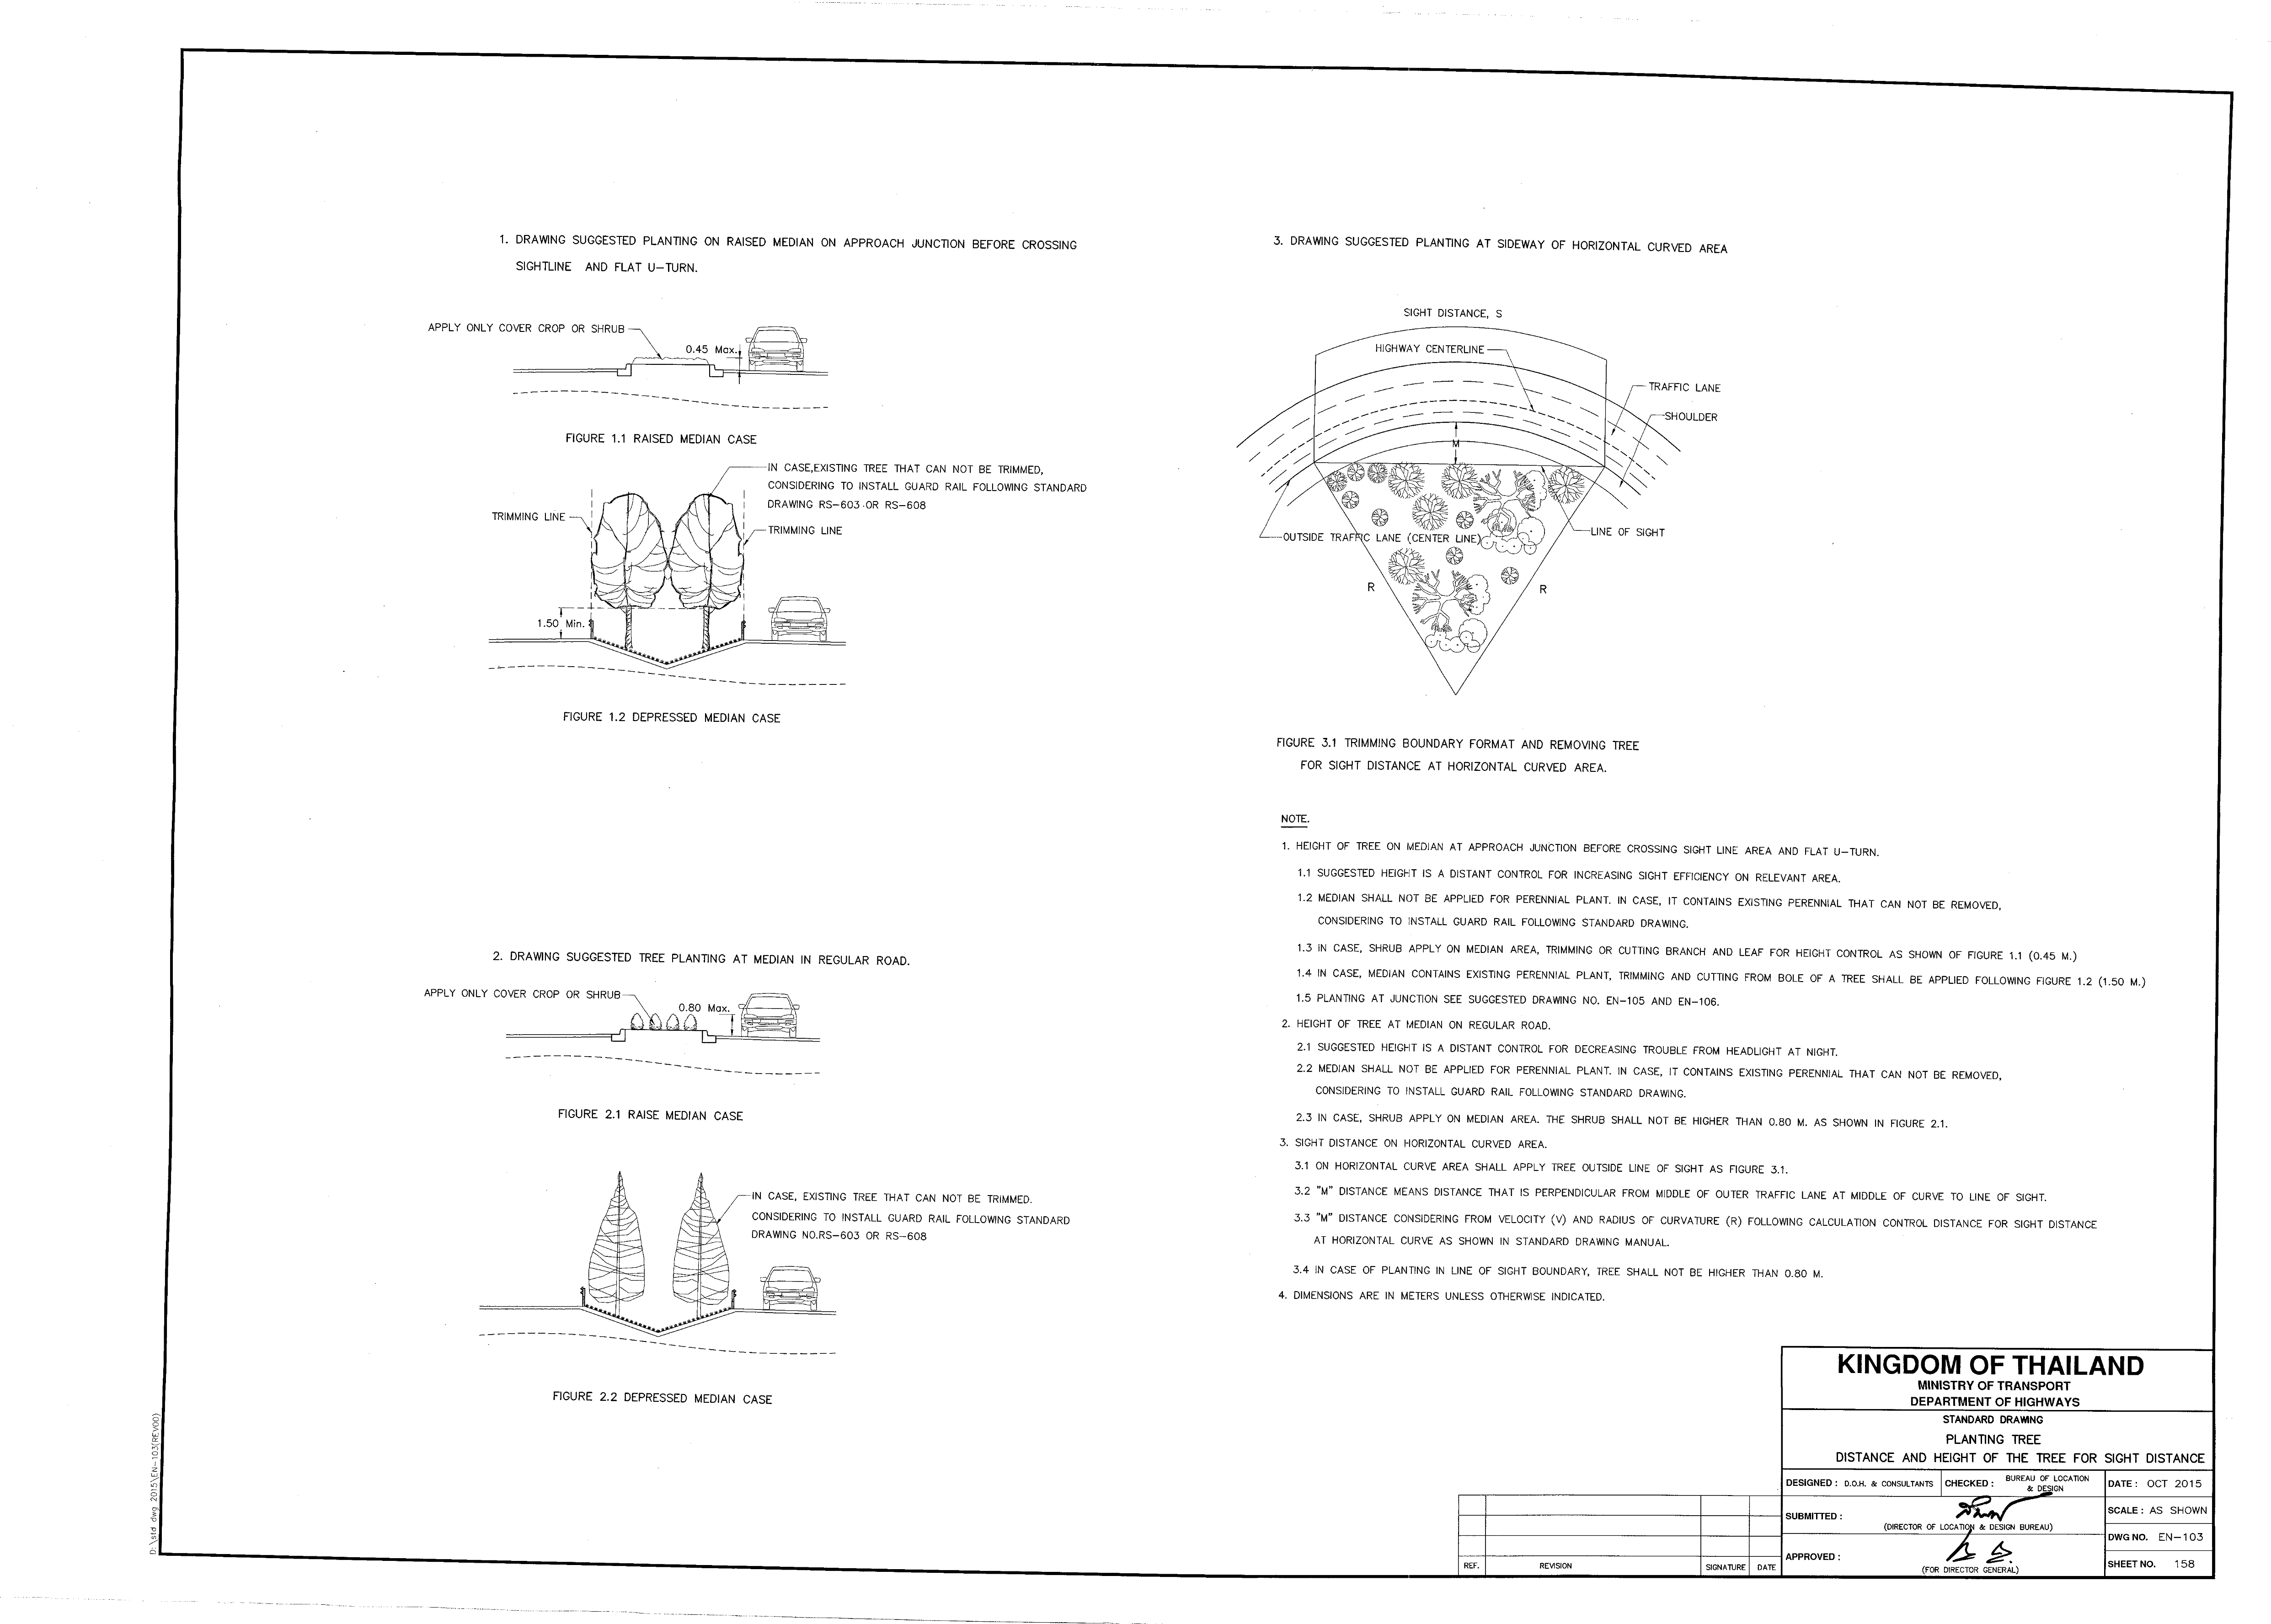 1. DRAWING SUGGESTED PLANTING ON RAISED MEDIAN ON APPROACH JUNCTION BEFORE CROSSING
SIGHTLINE AND FLAT U-TURN.
APPLY ONLY COVER CROP OR SHRUB
0.45 Max.
FIGURE 1.1 RAISED MEDIAN CASE
IN CASE,EXISTING TREE THAT CAN NOT BE TRIMMED,
CONSIDERING TO INSTALL GUARD RAIL FOLLOWING STANDARD
DRAWING RS-603 OR RS-608
TRIMMING LINE
TRIMMING LINE
1.50 Min.
FIGURE 1.2 DEPRESSED MEDIAN CASE
2. DRAWING SUGGESTED TREE PLANTING AT MEDIAN IN REGULAR ROAD.
APPLY ONLY COVER CROP OR SHRUB
0.80 Max.
FIGURE 2.1 RAISE MEDIAN CASE
IN CASE, EXISTING TREE THAT CAN NOT BE TRIMMED.
CONSIDERING TO INSTALL GUARD RAIL FOLLOWING STANDARD
DRAWING NO.RS-603 OR RS-608
FIGURE 2.2 DEPRESSED MEDIAN CASE
3. DRAWING SUGGESTED PLANTING AT SIDEWAY OF HORIZONTAL CURVED AREA
SIGHT DISTANCE, S
HIGHWAY CENTERLINE
TRAFFIC LANE
SHOULDER
M
LINE OF SIGHT
OUTSIDE TRAFFIC LANE (CENTER LINE)
R
R
FIGURE 3.1 TRIMMING BOUNDARY FORMAT AND REMOVING TREE
FOR SIGHT DISTANCE AT HORIZONTAL CURVED AREA.
NOTE.
1. HEIGHT OF TREE ON MEDIAN AT APPROACH JUNCTION BEFORE CROSSING SIGHT LINE AREA AND FLAT U-TURN.
1.1 SUGGESTED HEIGHT IS A DISTANT CONTROL FOR INCREASING SIGHT EFFICIENCY ON RELEVANT AREA.
1.2 MEDIAN SHALL NOT BE APPLIED FOR PERENNIAL PLANT. IN CASE, IT CONTAINS EXISTING PERENNIAL THAT CAN NOT BE REMOVED,
CONSIDERING TO INSTALL GUARD RAIL FOLLOWING STANDARD DRAWING.
1.3 IN CASE, SHRUB APPLY ON MEDIAN AREA, TRIMMING OR CUTTING BRANCH AND LEAF FOR HEIGHT CONTROL AS SHOWN OF FIGURE 1.1 (0.45 M.)
1.4 IN CASE, MEDIAN CONTAINS EXISTING PERENNIAL PLANT, TRIMMING AND CUTTING FROM BOLE OF A TREE SHALL BE APPLIED FOLLOWING FIGURE 1.2 (1.50 M.)
1.5 PLANTING AT JUNCTION SEE SUGGESTED DRAWING NO. EN-105 AND EN-106.
2. HEIGHT OF TREE AT MEDIAN ON REGULAR ROAD.
2.1 SUGGESTED HEIGHT IS A DISTANT CONTROL FOR DECREASING TROUBLE FROM HEADLIGHT AT NIGHT.
2.2 MEDIAN SHALL NOT BE APPLIED FOR PERENNIAL PLANT. IN CASE, IT CONTAINS EXISTING PERENNIAL THAT CAN NOT BE REMOVED,
CONSIDERING TO INSTALL GUARD RAIL FOLLOWING STANDARD DRAWING.
2.3 IN CASE, SHRUB APPLY ON MEDIAN AREA. THE SHRUB SHALL NOT BE HIGHER THAN 0.80 M. AS SHOWN IN FIGURE 2.1.
3. SIGHT DISTANCE ON HORIZONTAL CURVED AREA.
3.1 ON HORIZONTAL CURVE AREA SHALL APPLY TREE OUTSIDE LINE OF SIGHT AS FIGURE 3.1.
3.2 "M" DISTANCE MEANS DISTANCE THAT IS PERPENDICULAR FROM MIDDLE OF OUTER TRAFFIC LANE AT MIDDLE OF CURVE TO LINE OF SIGHT.
3.3 "M" DISTANCE CONSIDERING FROM VELOCITY (V) AND RADIUS OF CURVATURE (R) FOLLOWING CALCULATION CONTROL DISTANCE FOR SIGHT DISTANCE
AT HORIZONTAL CURVE AS SHOWN IN STANDARD DRAWING MANUAL.
3.4 IN CASE OF PLANTING IN LINE OF SIGHT BOUNDARY, TREE SHALL NOT BE HIGHER THAN 0.80 M.
4. DIMENSIONS ARE IN METERS UNLESS OTHERWISE INDICATED.
KINGDOM OF THAILAND
MINISTRY OF TRANSPORT
DEPARTMENT OF HIGHWAYS
STANDARD DRAWING
PLANTING TREE
DISTANCE AND HEIGHT OF THE TREE FOR SIGHT DISTANCE
DESIGNED : D.O.H. & CONSULTANTS
CHECKED : BUREAU OF LOCATION
& DESIGN
DATE : OCT 2015
SUBMITTED :
(DIRECTOR OF LOCATION & DESIGN BUREAU)
SCALE : AS SHOWN
DWG NO. EN-103
APPROVED :
(FOR DIRECTOR GENERAL)
SHEET NO. 158
REF. REVISION SIGNATURE DATE
D:\std dwg 2015\EN-103(REV00)